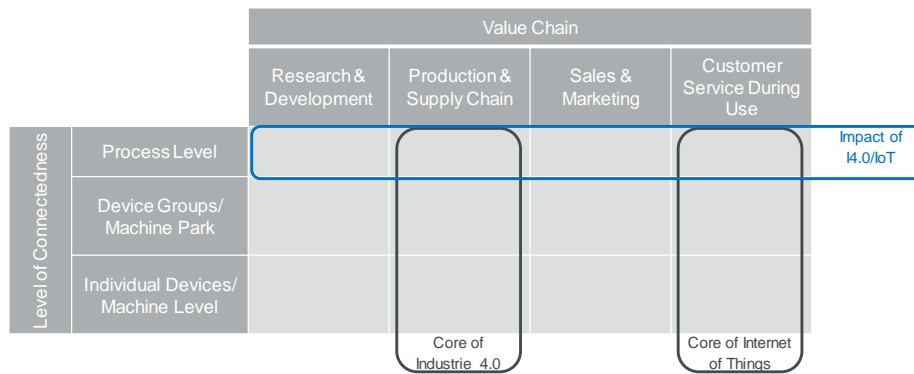 Value Chain
Research &
Development
Production &
Supply Chain
Sales &
Marketing
Customer
Service During
Use
Level of Connectedness
Process Level
Impact of
I4.0/IoT
Device Groups/
Machine Park
Individual Devices/
Machine Level
Core of
Industrie 4.0
Core of Internet
of Things